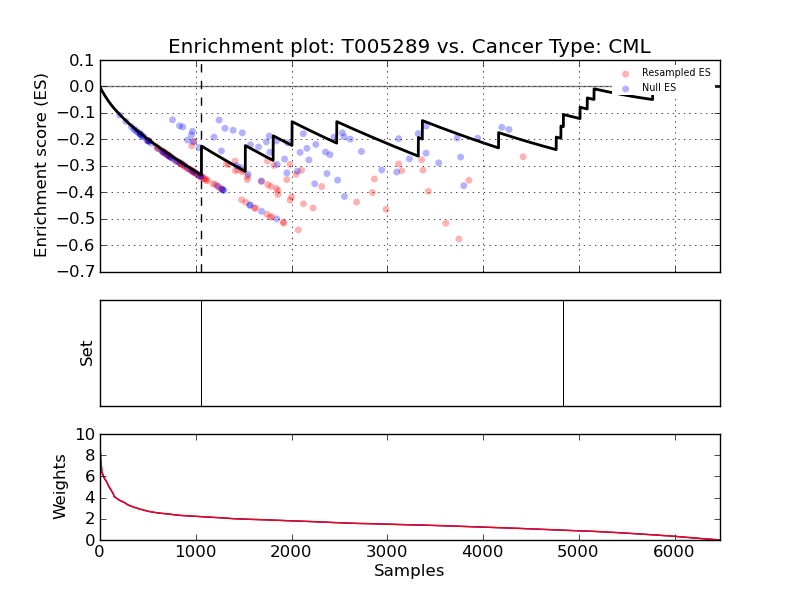 Enrichment plot: T005289 vs. Cancer Type: CML
Enrichment score (ES)
0.1
0.0
−0.1
−0.2
−0.3
−0.4
−0.5
−0.6
−0.7
Resampled ES
Null ES
Set
Weights
10
8
6
4
2
0
0 1000 2000 3000 4000 5000 6000
Samples